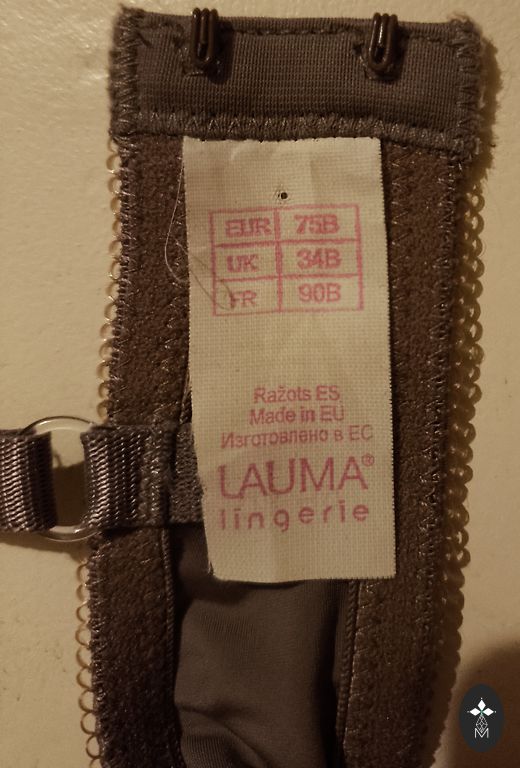 EUR 75B
UK 34B
FR 90B
Ražots ES
Made in EU
Изготовлено в ЕС
LAUMA®
lingerie
M